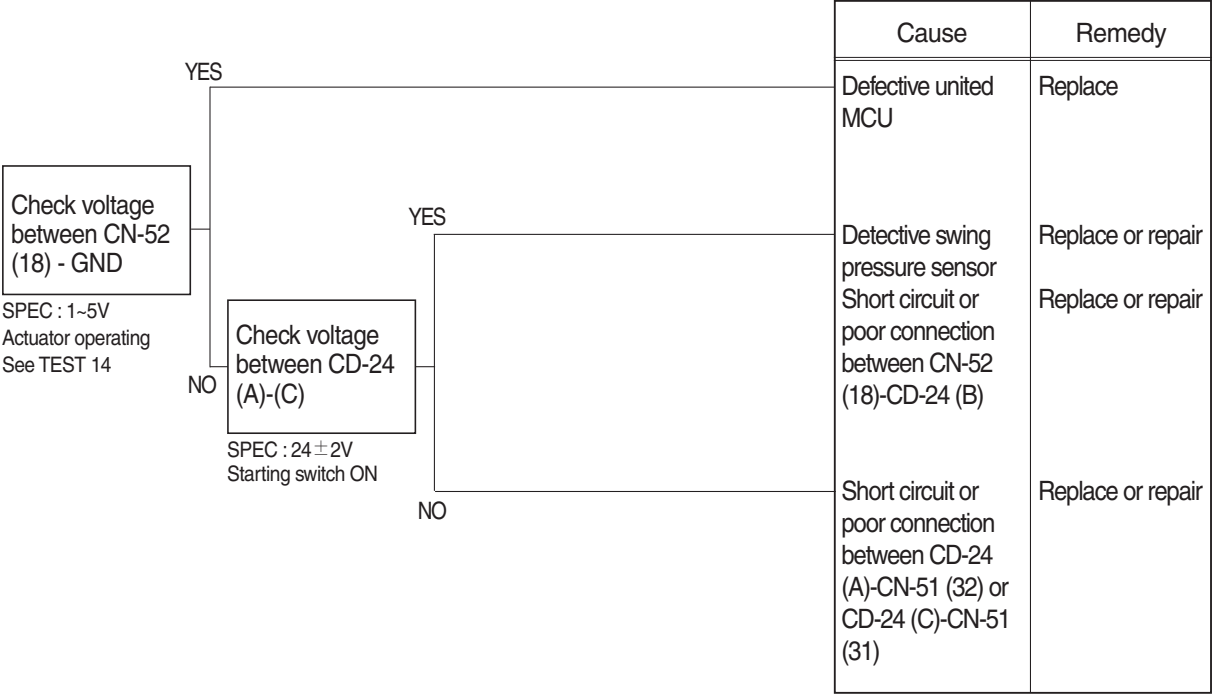 Cause
Remedy
YES
Defective united
MCU
Replace
Check voltage
between CN-52
(18) - GND
SPEC : 1~5V
Actuator operating
See TEST 14
NO
YES
Detective swing
pressure sensor
Replace or repair
Short circuit or
poor connection
between CN-52
(18)-CD-24 (B)
Replace or repair
Check voltage
between CD-24
(A)-(C)
SPEC : 24±2V
Starting switch ON
NO
Short circuit or
poor connection
between CD-24
(A)-CN-51 (32) or
CD-24 (C)-CN-51
(31)
Replace or repair